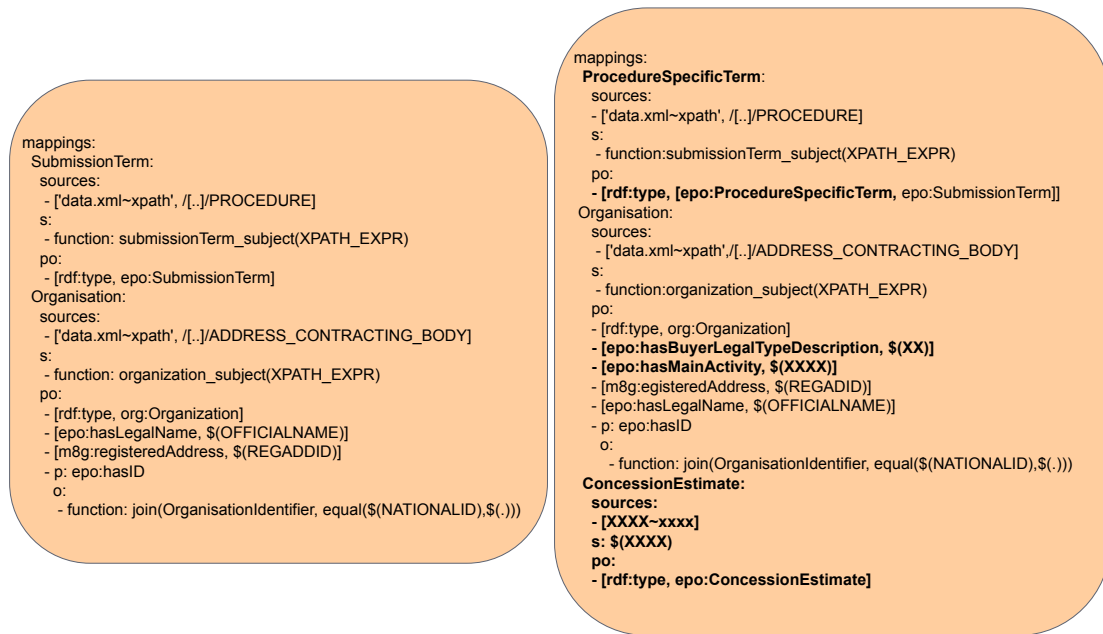 mappings:
SubmissionTerm:
sources:
- ['data.xml~xpath', /[..]/PROCEDURE]
s:
- function: submissionTerm_subject(XPATH_EXPR)
po:
- [rdf:type, epo:SubmissionTerm]
Organisation:
sources:
- ['data.xml~xpath', /[..]/ADDRESS_CONTRACTING_BODY]
s:
- function: organization_subject(XPATH_EXPR)
po:
- [rdf:type, org:Organization]
- [epo:hasLegalName, $(OFFICIALNAME)]
- [m8g:registeredAddress, $(REGADDID)]
- p: epo:hasID
o:
- function: join(OrganisationIdentifier, equal($(NATIONALID),$(.)))
mappings:
ProcedureSpecificTerm:
sources:
- ['data.xml~xpath', /[..]/PROCEDURE]
s:
- function:submissionTerm_subject(XPATH_EXPR)
po:
- [rdf:type, [epo:ProcedureSpecificTerm, epo:SubmissionTerm]]
Organisation:
sources:
- ['data.xml~xpath',/[..]/ADDRESS_CONTRACTING_BODY]
s:
- function:organization_subject(XPATH_EXPR)
po:
- [rdf:type, org:Organization]
- [epo:hasBuyerLegalTypeDescription, $(XX)]
- [epo:hasMainActivity, $(XXXX)]
- [m8g:egisteredAddress, $(REGADID)]
- [epo:hasLegalName, $(OFFICIALNAME)]
- p: epo:hasID
o:
- function: join(OrganisationIdentifier, equal($(NATIONALID),$(.)))
ConcessionEstimate:
sources:
- [XXXX~xxxx]
s: $(XXXX)
po:
- [rdf:type, epo:ConcessionEstimate]